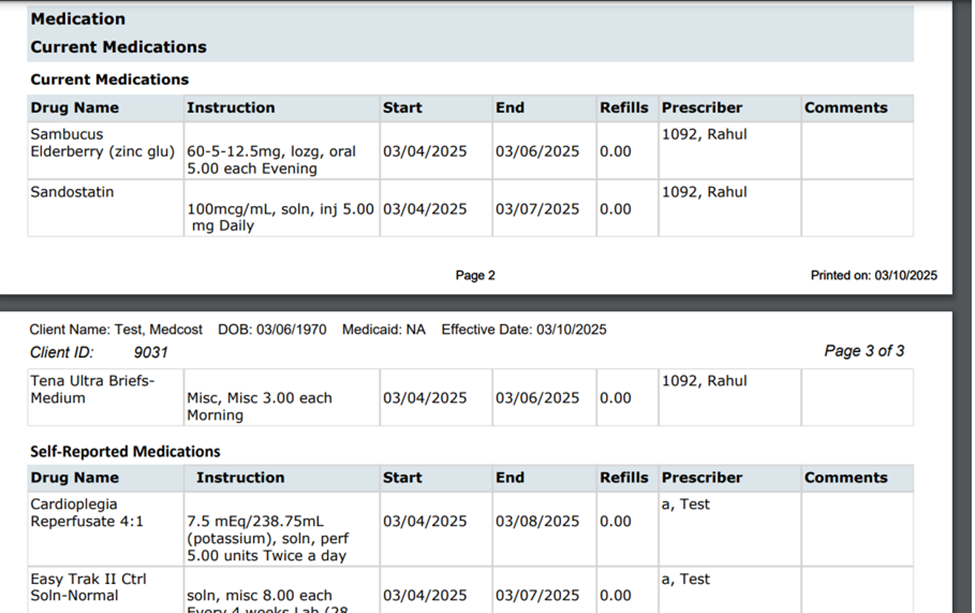 Medication
Current Medications
Current Medications
Drug Name Instruction Start End Refills Prescriber Comments
Sambucus
Elderberry (zinc glu)
60-5-12.5mg, lozg, oral
5.00 each Evening
03/04/2025 03/06/2025 0.00 1092, Rahul
Sandostatin
100mcg/mL, soln, inj 5.00
mg Daily
03/04/2025 03/07/2025 0.00 1092, Rahul
Page 2 Printed on: 03/10/2025
Client Name: Test, Medcost DOB: 03/06/1970 Medicaid: NA Effective Date: 03/10/2025
Client ID: 9031 Page 3 of 3
Tena Ultra Briefs-
Medium
Misc, Misc 3.00 each
Morning
03/04/2025 03/06/2025 0.00 1092, Rahul
Self-Reported Medications
Drug Name Instruction Start End Refills Prescriber Comments
Cardioplegia
Reperfusate 4:1
7.5 mEq/238.75mL
(potassium), soln, perf
5.00 units Twice a day
03/04/2025 03/08/2025 0.00 a, Test
Easy Trak II Ctrl
Soln-Normal
soln, misc 8.00 each
Every 4 weeks Lab (28
03/04/2025 03/07/2025 0.00 a, Test